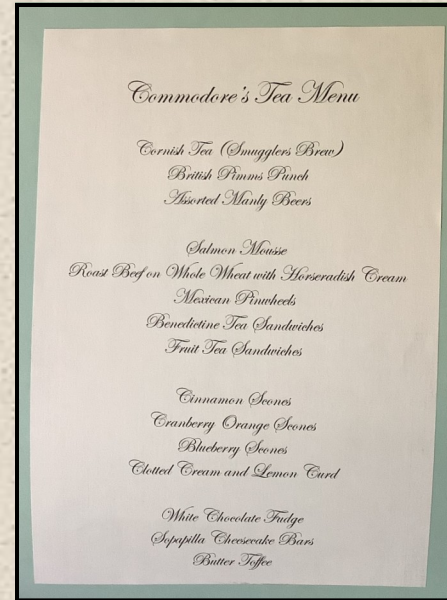 Commodore's Tea Menu
Cornish Tea (Smugglers Brew)
British Pimms Punch
Assorted Manly Beers
Salmon Mousse
Roast Beef on Whole Wheat with Horseradish Cream
Mexican Pinwheels
Benedictine Tea Sandwiches
Fruit Tea Sandwiches
Cinnamon Scones
Cranberry Orange Scones
Blueberry Scones
Clotted Cream and Lemon Curd
White Chocolate Fudge
Sopapilla Cheesecake Bars
Butter Toffee